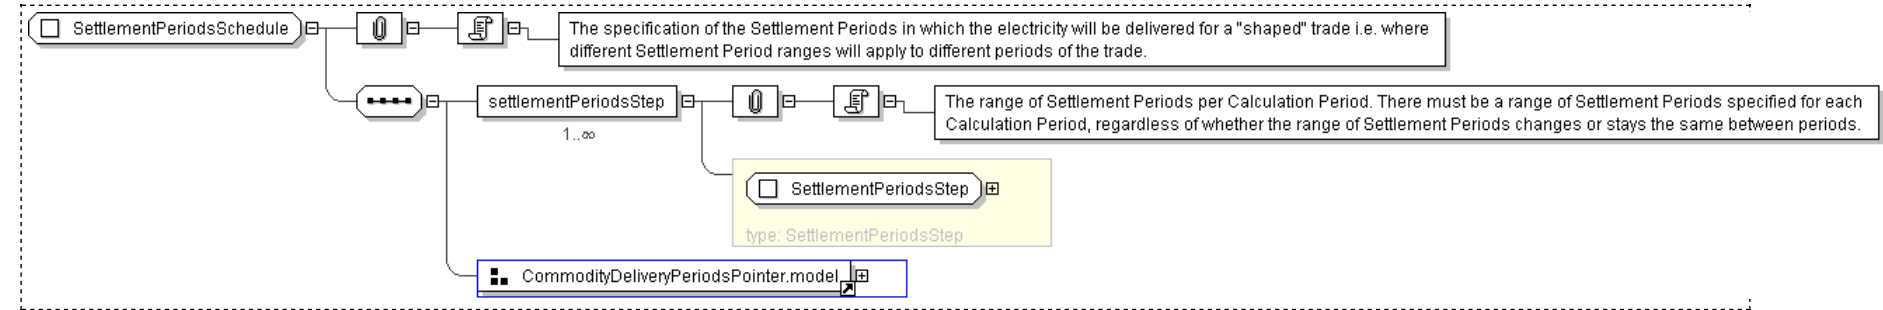 SettlementPeriodsSchedule
The specification of the Settlement Periods in which the electricity will be delivered for a "shaped" trade i.e. where
different Settlement Period ranges will apply to different periods of the trade.
settlementPeriodsStep
1..∞
The range of Settlement Periods per Calculation Period. There must be a range of Settlement Periods specified for each
Calculation Period, regardless of whether the range of Settlement Periods changes or stays the same between periods.
SettlementPeriodsStep
type: SettlementPeriodsStep
CommodityDeliveryPeriodsPointer.model